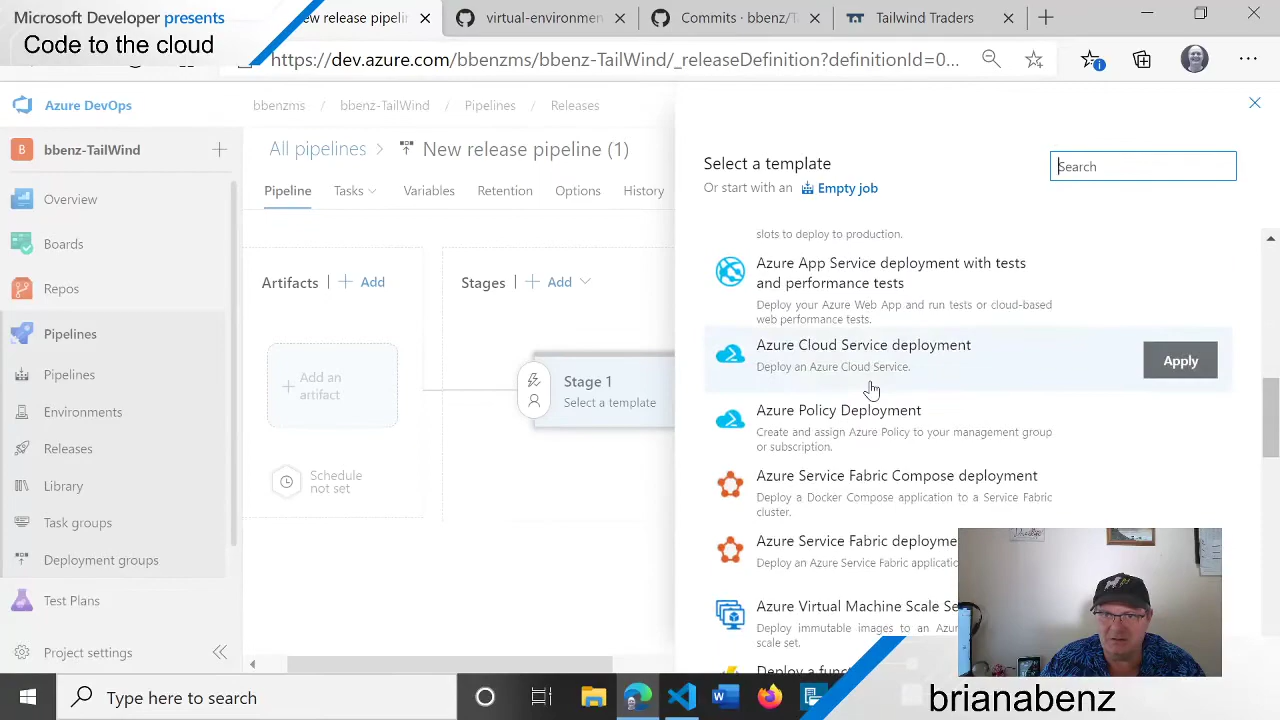 Microsoft Developer presents
Code to the cloud
New release pipelin
virtual-environmen
Commits · bbenz/T
Tailwind Traders
https://dev.azure.com/bbenzms/bbenz-TailWind/_releaseDefinition?definitionId=0...
Azure DevOps
bbenzms / bbenz-TailWind / Pipelines / Releases
B bbenz-TailWind
All pipelines > New release pipeline (1)
Pipeline Tasks Variables Retention Options History
Overview
Boards
Repos
Pipelines
Pipelines
Environments
Releases
Library
Task groups
Deployment groups
Test Plans
Project settings
Artifacts | + Add
Stages | + Add
+ Add an
artifact
Schedule
not set
Stage 1
Select a template
Select a template
Or start with an Empty job
Search
slots to deploy to production.
Azure App Service deployment with tests
and performance tests
Deploy your Azure Web App and run tests or cloud-based
web performance tests.
Azure Cloud Service deployment
Deploy an Azure Cloud Service.
Apply
Azure Policy Deployment
Create and assign Azure Policy to your management group
or subscription.
Azure Service Fabric Compose deployment
Deploy a Docker Compose application to a Service Fabric
cluster.
Azure Service Fabric deployme
Deploy an Azure Service Fabric applicatio
Azure Virtual Machine Scale Se
Deploy immutable images to an Azu
scale set.
Deploy a func
Type here to search
brianabenz